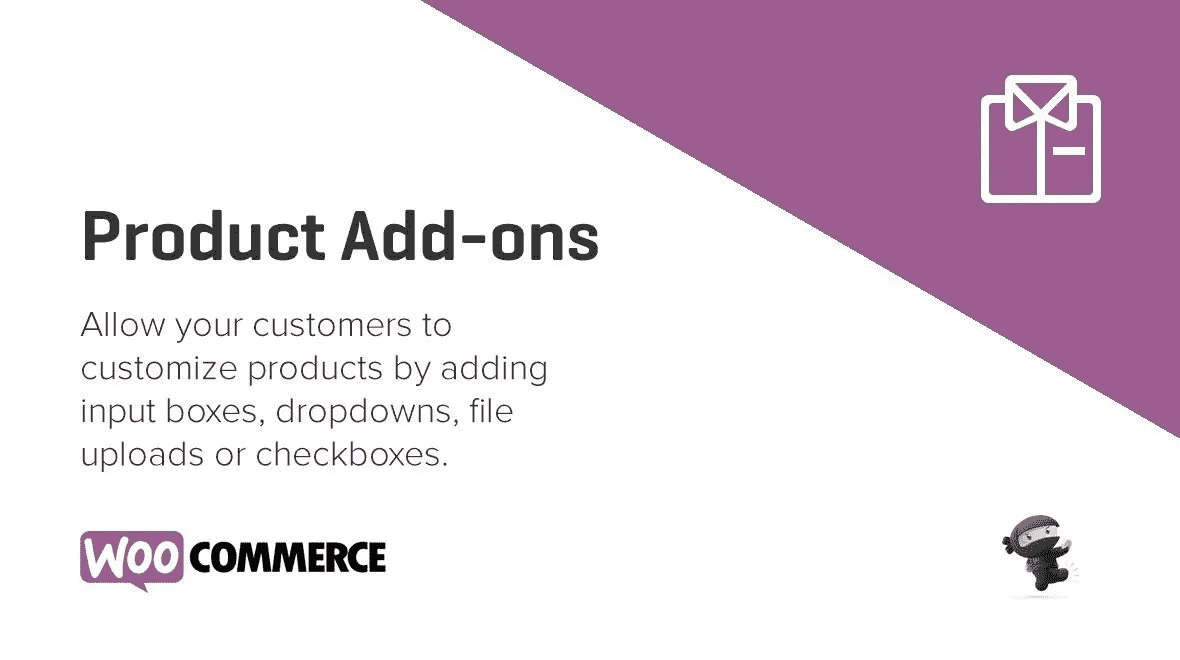 Product Add-ons
Allow your customers to
customize products by adding
input boxes, dropdowns, file
uploads or checkboxes.
WOO COMMERCE